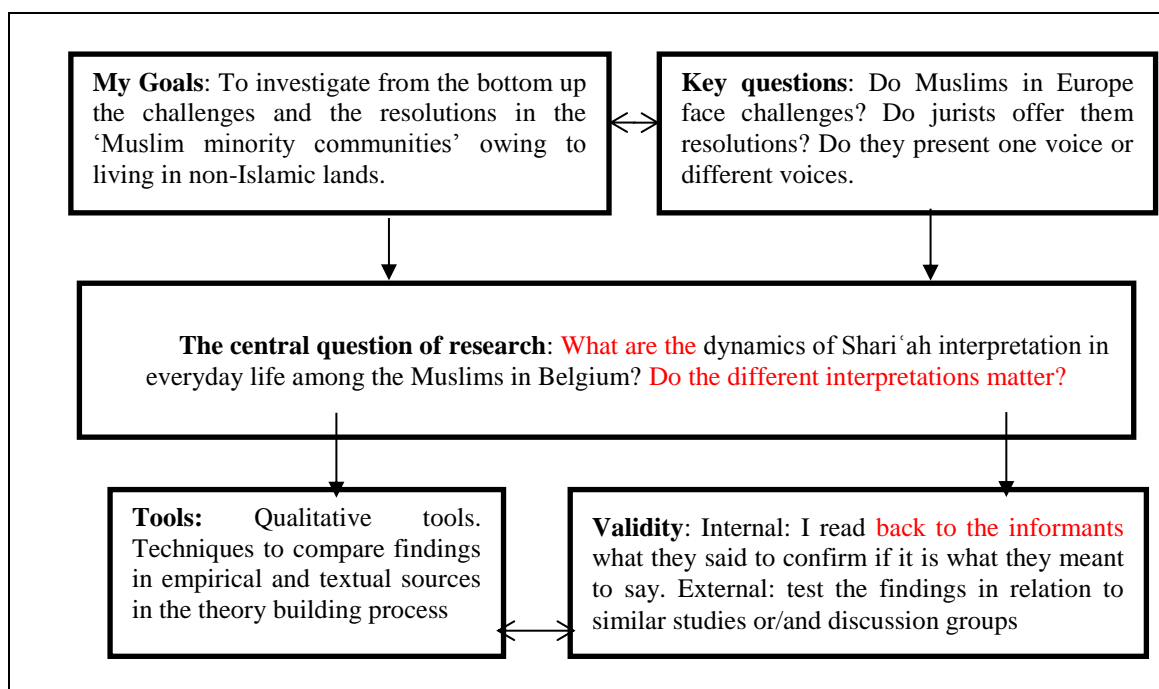 My Goals: To investigate from the bottom up
the challenges and the resolutions in the
‘Muslim minority communities’ owing to
living in non-Islamic lands.
Key questions: Do Muslims in Europe
face challenges? Do jurists offer them
resolutions? Do they present one voice or
different voices.
The central question of research: What are the dynamics of Shariʿah interpretation in
everyday life among the Muslims in Belgium? Do the different interpretations matter?
Tools: Qualitative tools.
Techniques to compare findings
in empirical and textual sources
in the theory building process
Validity: Internal: I read back to the informants
what they said to confirm if it is what they meant
to say. External: test the findings in relation to
similar studies or/and discussion groups